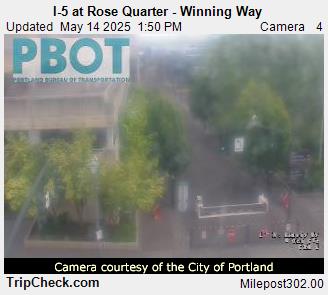 I-5 at Rose Quarter - Winning Way
Updated May 14 2025 1:50 PM Camera 4
PBOT
PORTLAND BUREAU OF TRANSPORTATION
Camera courtesy of the City of Portland
TripCheck.com Milepost302.00